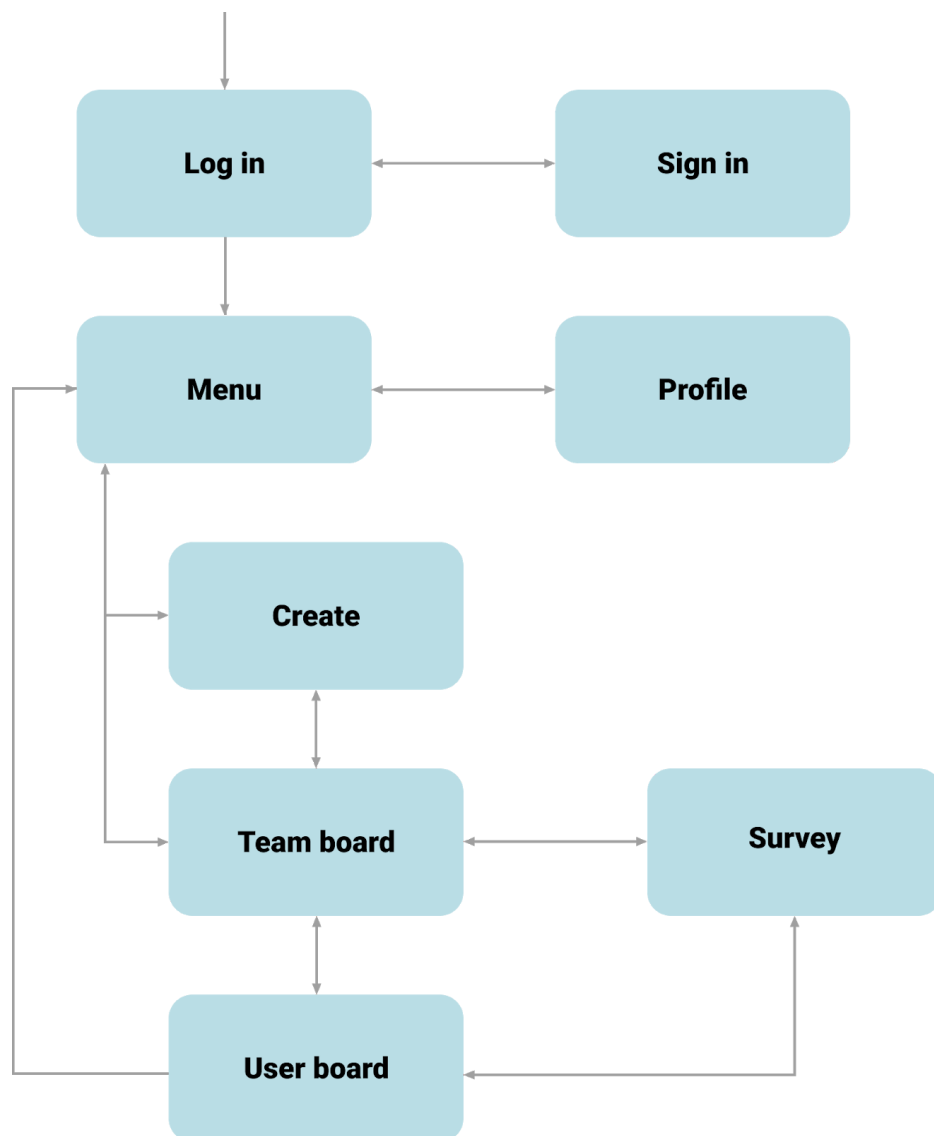 Log in
Sign in
Menu
Profile
Create
Team board
Survey
User board